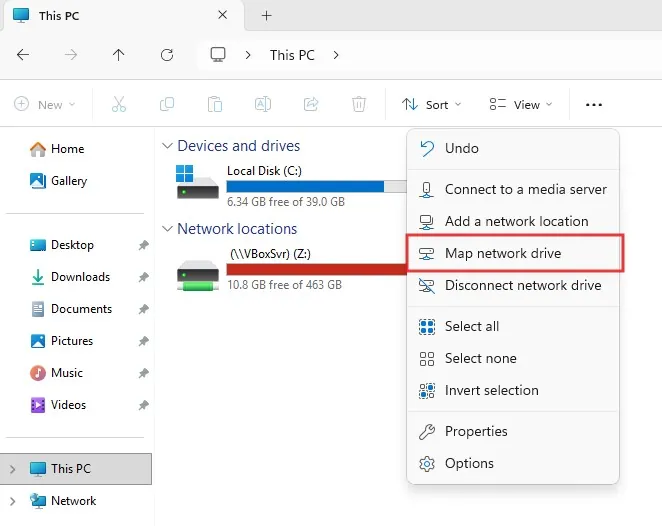 This PC
This PC
New
Sort
View
Home
Gallery
Desktop
Downloads
Documents
Pictures
Music
Videos
This PC
Network
Devices and drives
Local Disk (C:)
6.34 GB free of 39.0 GB
Network locations
(\\VBoxSvr) (Z:)
10.8 GB free of 463 GB
Undo
Connect to a media server
Add a network location
Map network drive
Disconnect network drive
Select all
Select none
Invert selection
Properties
Options